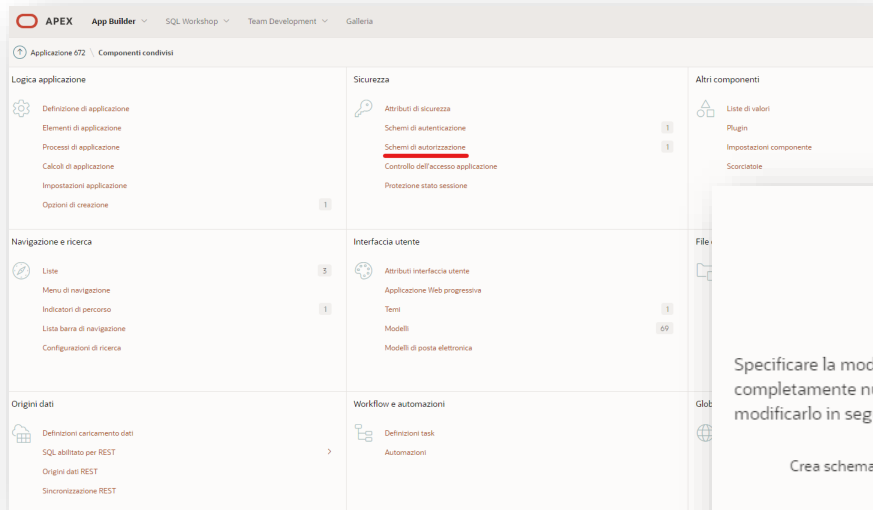 APEX App Builder SQL Workshop Team Development Galleria
Applicazione 672 \ Componenti condivisi
Logica applicazione
Definizione di applicazione
Elementi di applicazione
Processi di applicazione
Calcoli di applicazione
Impostazioni applicazione
Opzioni di creazione 1
Sicurezza
Attributi di sicurezza
Schemi di autenticazione 1
Schemi di autorizzazione 1
Controllo dell'accesso applicazione
Protezione stato sessione
Altri componenti
Liste di valori
Plugin
Impostazioni componente
Scorciatoie
Navigazione e ricerca
Liste 3
Menu di navigazione
Indicatori di percorso 1
Lista barra di navigazione
Configurazioni di ricerca
Interfaccia utente
Attributi interfaccia utente
Applicazione Web progressiva
Temi 1
Modelli 69
Modelli di posta elettronica
File
Origini dati
Definizioni caricamento dati
SQL abilitato per REST
Origini dati REST
Sincronizzazione REST
Workflow e automazioni
Definizioni task
Automazioni
Glob
Specificare la mod
completamente nu
modificarlo in seg
Crea schema